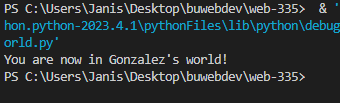 PS C:\Users\Janis\Desktop\buwebdev\web-335>  & '
hon.python-2023.4.1\pythonFiles\lib\python\debug
orld.py'
You are now in Gonzalez's world!
PS C:\Users\Janis\Desktop\buwebdev\web-335>